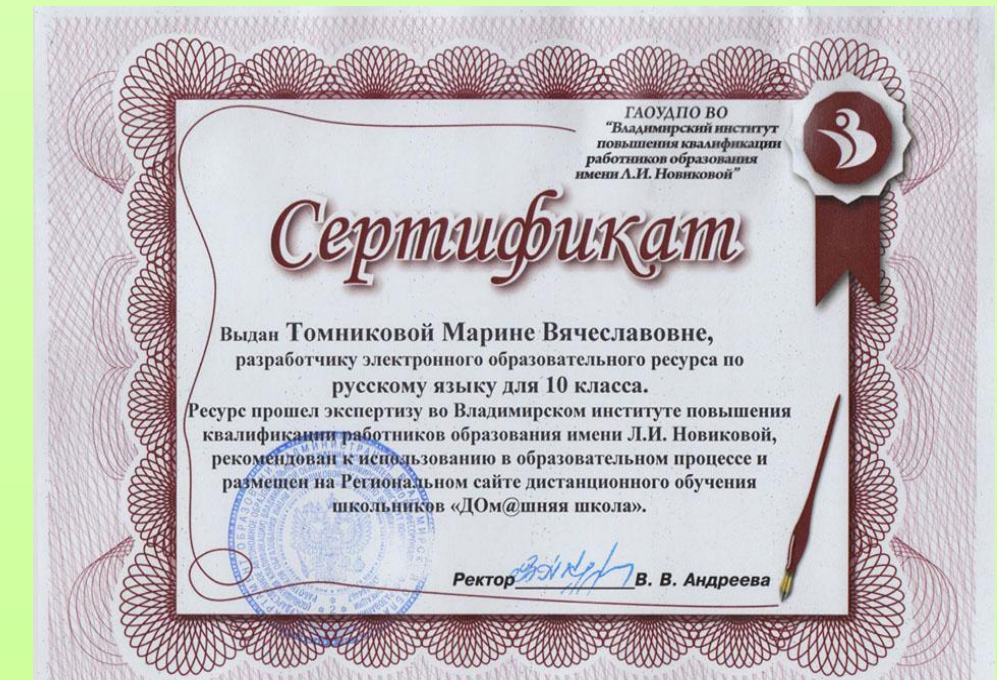 ГАОУДПО ВО
"Владимирский институт
повышения квалификации
работников образования
имени Л.И. Новиковой"
Сертификат
Выдан Томниковой Марине Вячеславовне,
разработчику электронного образовательного ресурса по
русскому языку для 10 класса.
Ресурс прошел экспертизу во Владимирском институте повышения
квалификации работников образования имени Л.И. Новиковой,
рекомендован к использованию в образовательном процессе и
размещен на Региональном сайте дистанционного обучения
школьников «ДОм@шняя школа».
Ректор В. В. Андреева